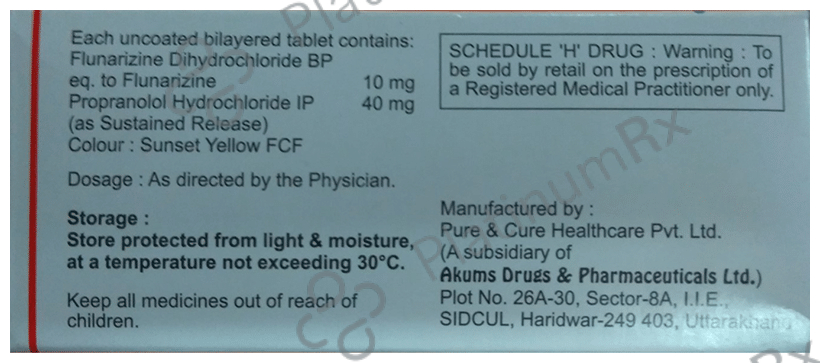 Each uncoated bilayered tablet contains:
Flunarizine Dihydrochloride BP
eq. to Flunarizine 10 mg
Propranolol Hydrochloride IP 40 mg
(as Sustained Release)
Colour : Sunset Yellow FCF
Dosage : As directed by the Physician.
Storage :
Store protected from light & moisture,
at a temperature not exceeding 30°C.
Keep all medicines out of reach of
children.
SCHEDULE 'H' DRUG : Warning : To
be sold by retail on the prescription of
a Registered Medical Practitioner only.
Manufactured by :
Pure & Cure Healthcare Pvt. Ltd.
(A subsidiary of
Akums Drugs & Pharmaceuticals Ltd.)
Plot No. 26A-30, Sector-8A, I.I.E.,
SIDCUL, Haridwar-249 403, Uttarakhand
PlatinumRx